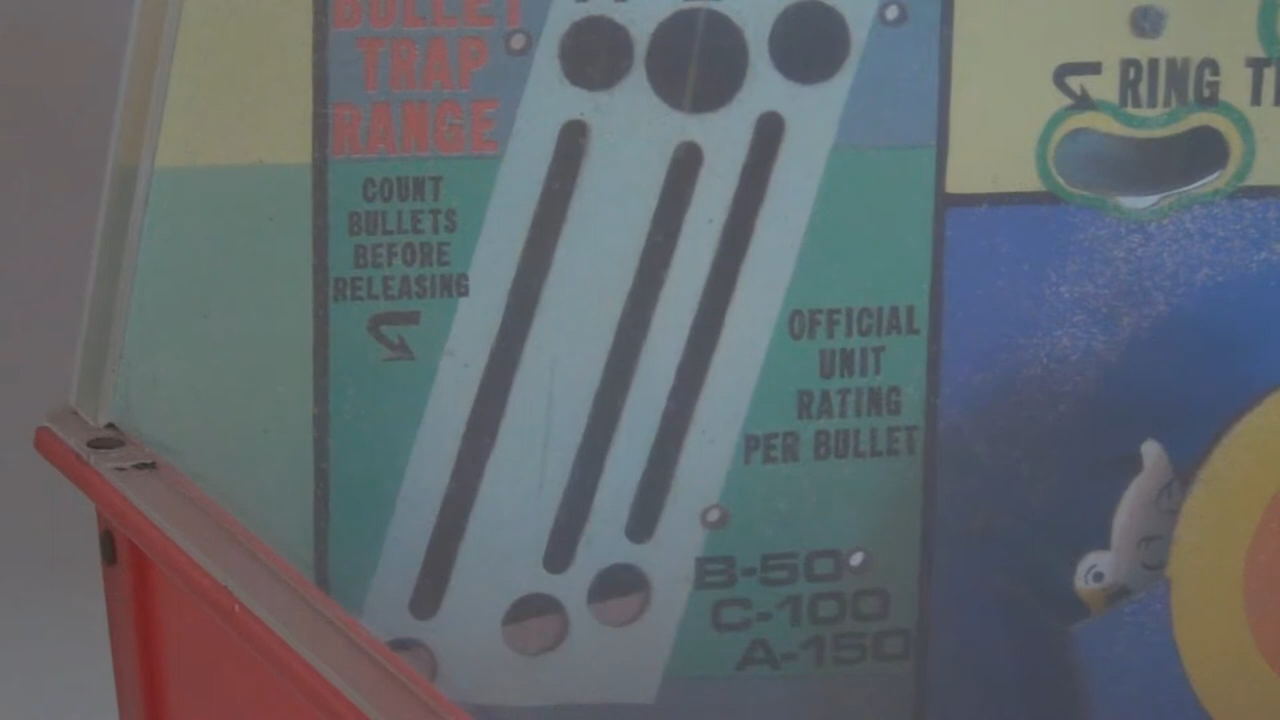 BULLET
TRAP
RANGE
COUNT
BULLETS
BEFORE
RELEASING
OFFICIAL
UNIT
RATING
PER BULLET
B-50
C-100
A-150
RING